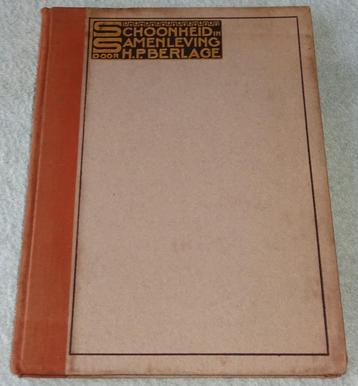 SCHOONHEID IN
SAMENLEVING
DOOR H.P. BERLAGE